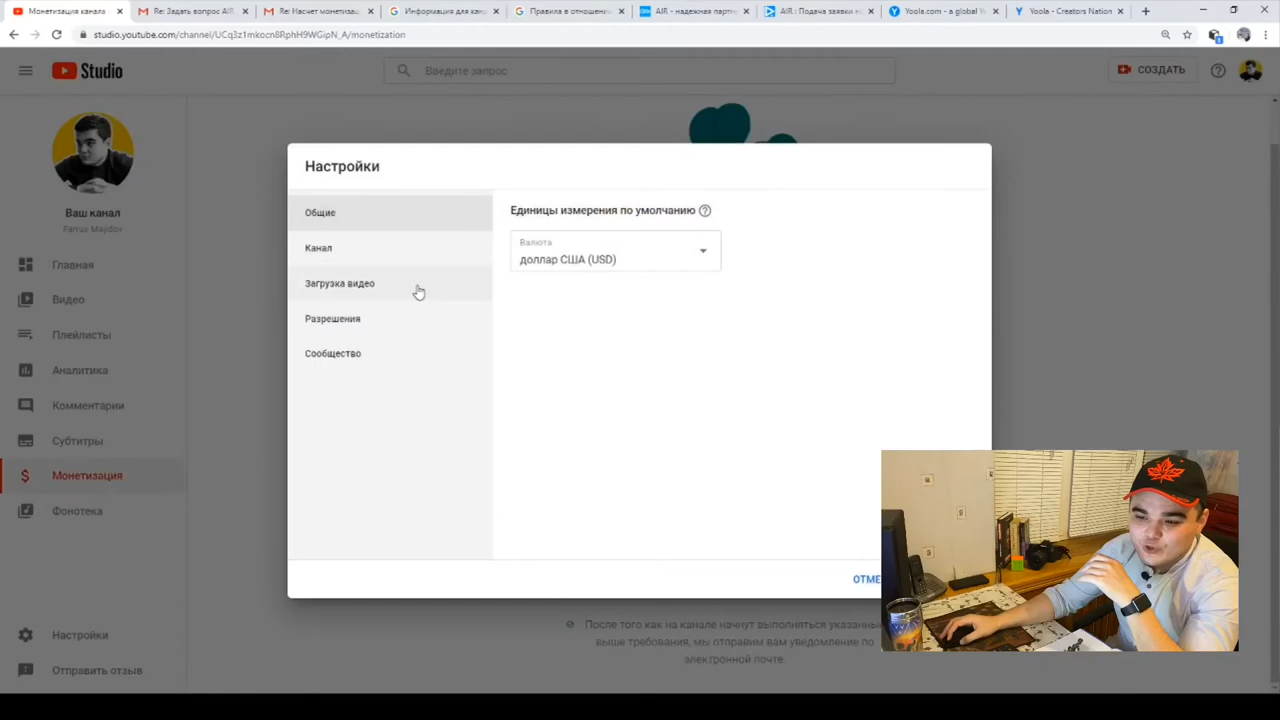 Монетизация канала
Re: Задать вопрос AIR.
Re: Насчет монетизац
Информация для кан
Правила в отношении
AIR - надежная партн
AIR : Подача заявки н
Yoola.com - a global Y
Yoola - Creators Nation
studio.youtube.com/channel/UCq3z1mkocn8RphH9WGipN_A/monetization
Studio
Введите запрос
СОЗДАТЬ
Настройки
Ваш канал
Parrus Majidov
Главная
Видео
Плейлисты
Аналитика
Комментарии
Субтитры
Монетизация
Фонотека
Настройки
Отправить отзыв
Общие
Канал
Загрузка видео
Разрешения
Сообщество
Единицы измерения по умолчанию
Валюта
доллар США (USD)
ОТМЕ
После того как на канале начнут выполняться указанные
выше требования, мы отправим вам уведомление по
электронной почте.